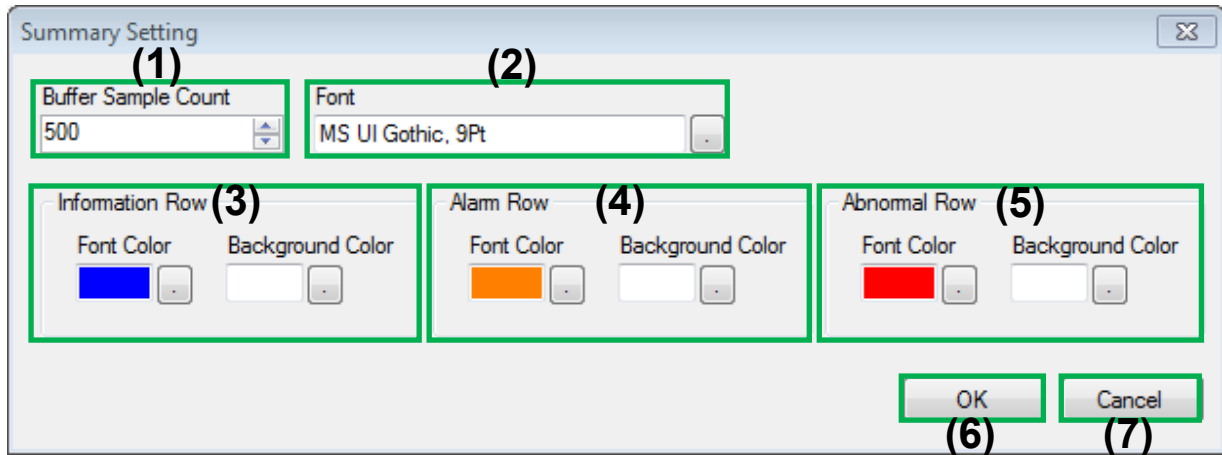 Summary Setting
(1) (2)
Buffer Sample Count Font
500 MS UI Gothic, 9Pt .
Information Row (3) Alarm Row (4) Abnormal Row (5)
Font Color Background Color Font Color Background Color Font Color Background Color
. . . . . .
OK Cancel
(6) (7)